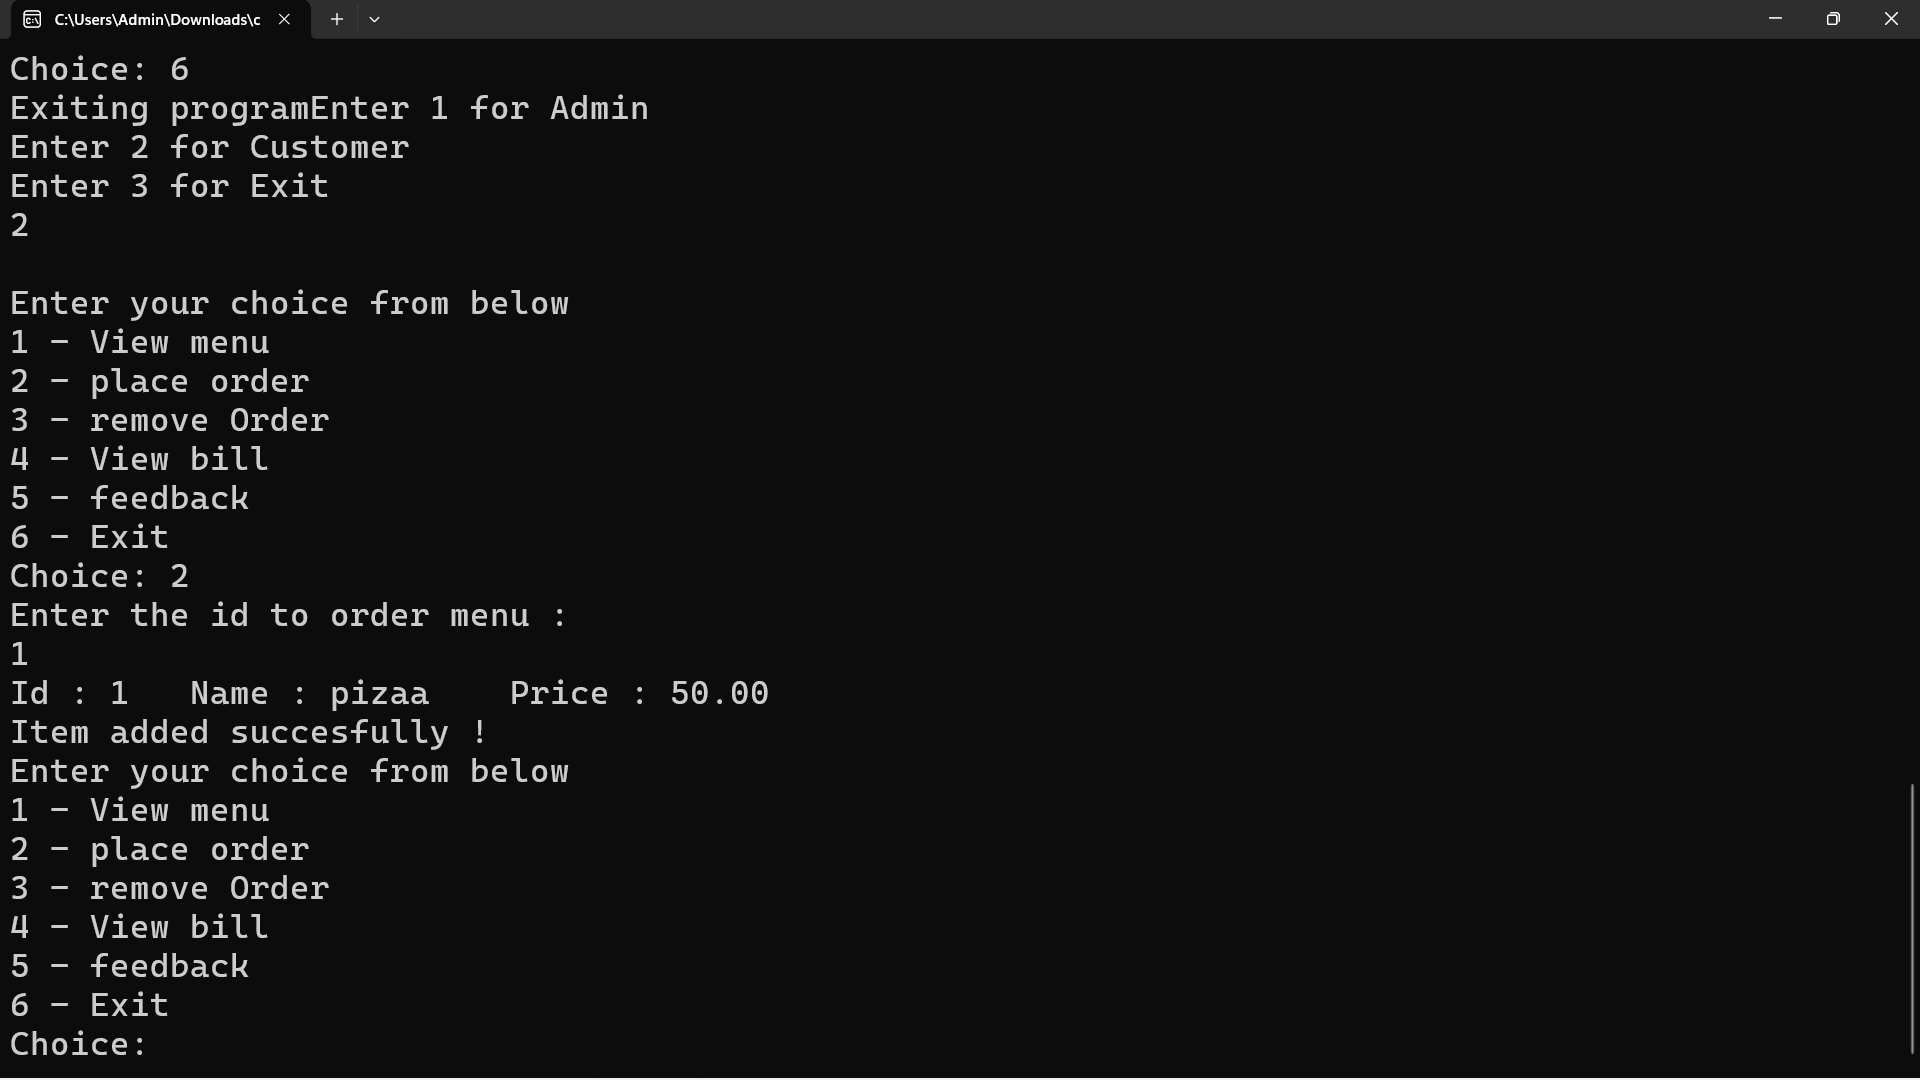 C:\Users\Admin\Downloads\c
Choice: 6
Exiting programEnter 1 for Admin
Enter 2 for Customer
Enter 3 for Exit
2
Enter your choice from below
1 - View menu
2 - place order
3 - remove Order
4 - View bill
5 - feedback
6 - Exit
Choice: 2
Enter the id to order menu :
1
Id : 1   Name : pizaa    Price : 50.00
Item added succesfully !
Enter your choice from below
1 - View menu
2 - place order
3 - remove Order
4 - View bill
5 - feedback
6 - Exit
Choice: